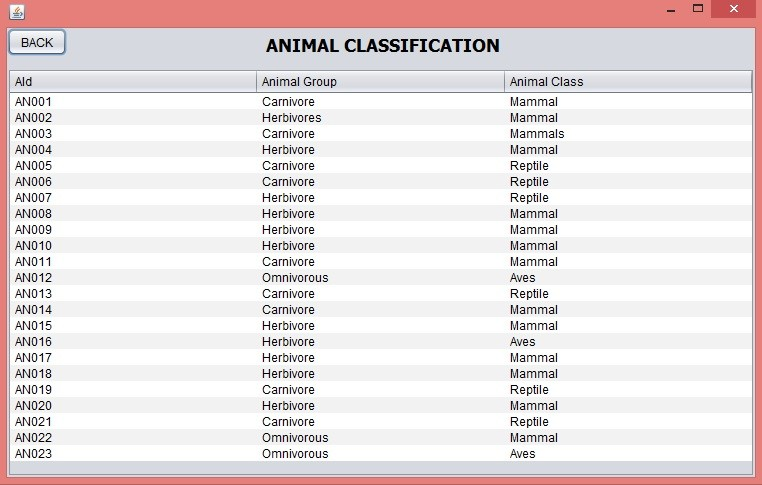 BACK
ANIMAL CLASSIFICATION
AId Animal Group Animal Class
AN001 Carnivore Mammal
AN002 Herbivores Mammal
AN003 Carnivore Mammals
AN004 Herbivore Mammal
AN005 Carnivore Reptile
AN006 Carnivore Reptile
AN007 Herbivore Reptile
AN008 Herbivore Mammal
AN009 Herbivore Mammal
AN010 Herbivore Mammal
AN011 Carnivore Mammal
AN012 Omnivorous Aves
AN013 Carnivore Reptile
AN014 Carnivore Mammal
AN015 Herbivore Mammal
AN016 Herbivore Aves
AN017 Herbivore Mammal
AN018 Herbivore Mammal
AN019 Carnivore Reptile
AN020 Herbivore Mammal
AN021 Carnivore Reptile
AN022 Omnivorous Mammal
AN023 Omnivorous Aves